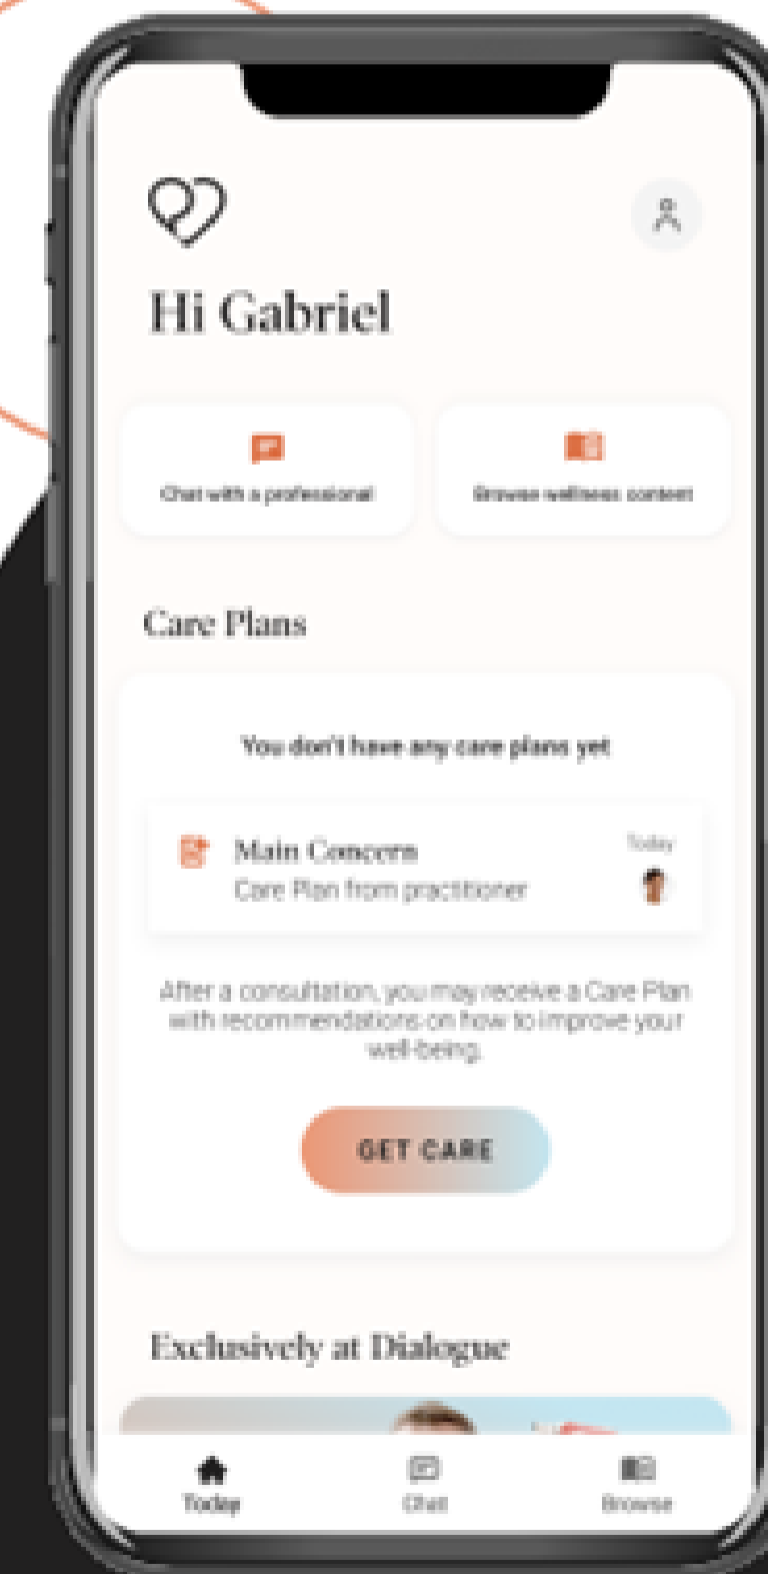 Hi Gabriel
Chat with a professional
Browse wellness content
Care Plans
You don't have any care plans yet
Main Concern
Today
Care Plan from practitioner
After a consultation, you may receive a Care Plan
with recommendations on how to improve your
well-being.
GET CARE
Exclusively at Dialogue
Today
Chat
Browse